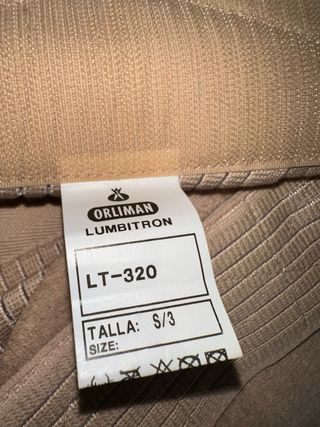 ORLIMAN
LUMBITRON
LT-320
TALLA: S/3
SIZE: